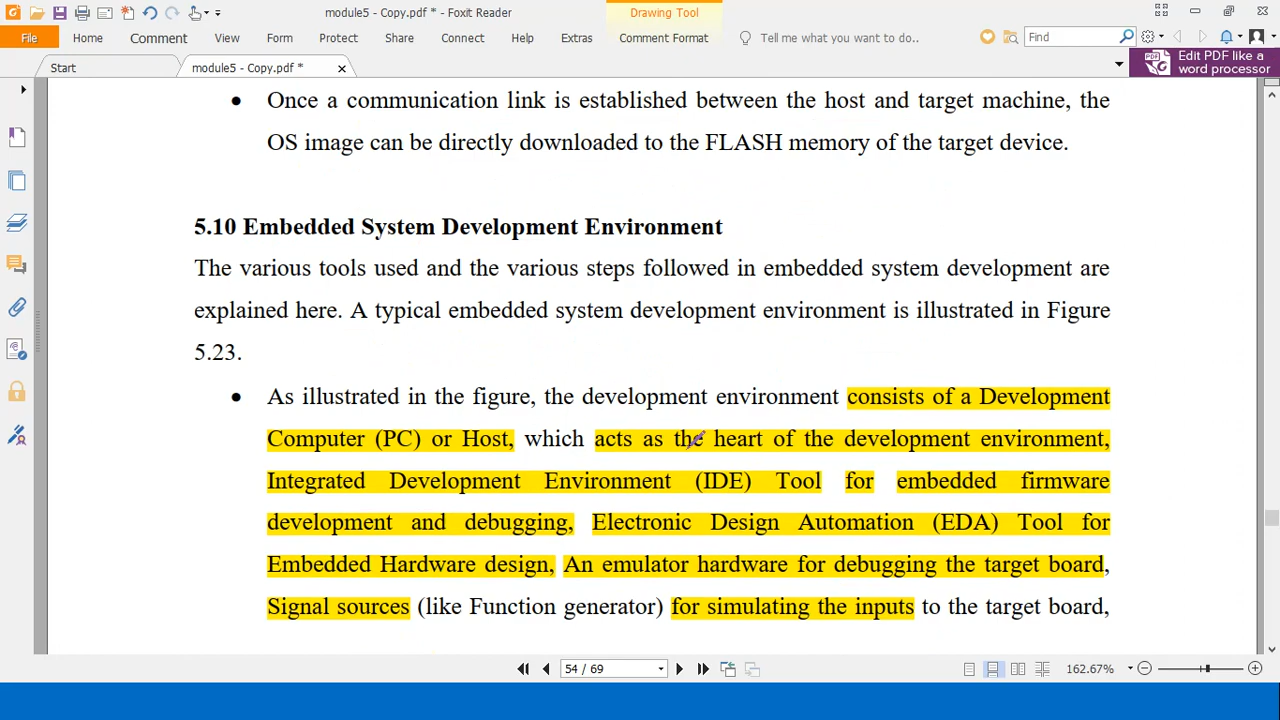 module5 - Copy.pdf * - Foxit Reader
Drawing Tool
File Home Comment View Form Protect Share Connect Help Extras Comment Format Tell me what you want to do.. Find
Start module5 - Copy.pdf *
Edit PDF like a
word processor
• Once a communication link is established between the host and target machine, the
OS image can be directly downloaded to the FLASH memory of the target device.
5.10 Embedded System Development Environment
The various tools used and the various steps followed in embedded system development are
explained here. A typical embedded system development environment is illustrated in Figure
5.23.
• As illustrated in the figure, the development environment consists of a Development
Computer (PC) or Host, which acts as the heart of the development environment,
Integrated Development Environment (IDE) Tool for embedded firmware
development and debugging, Electronic Design Automation (EDA) Tool for
Embedded Hardware design, An emulator hardware for debugging the target board,
Signal sources (like Function generator) for simulating the inputs to the target board,
54 / 69
162.67%